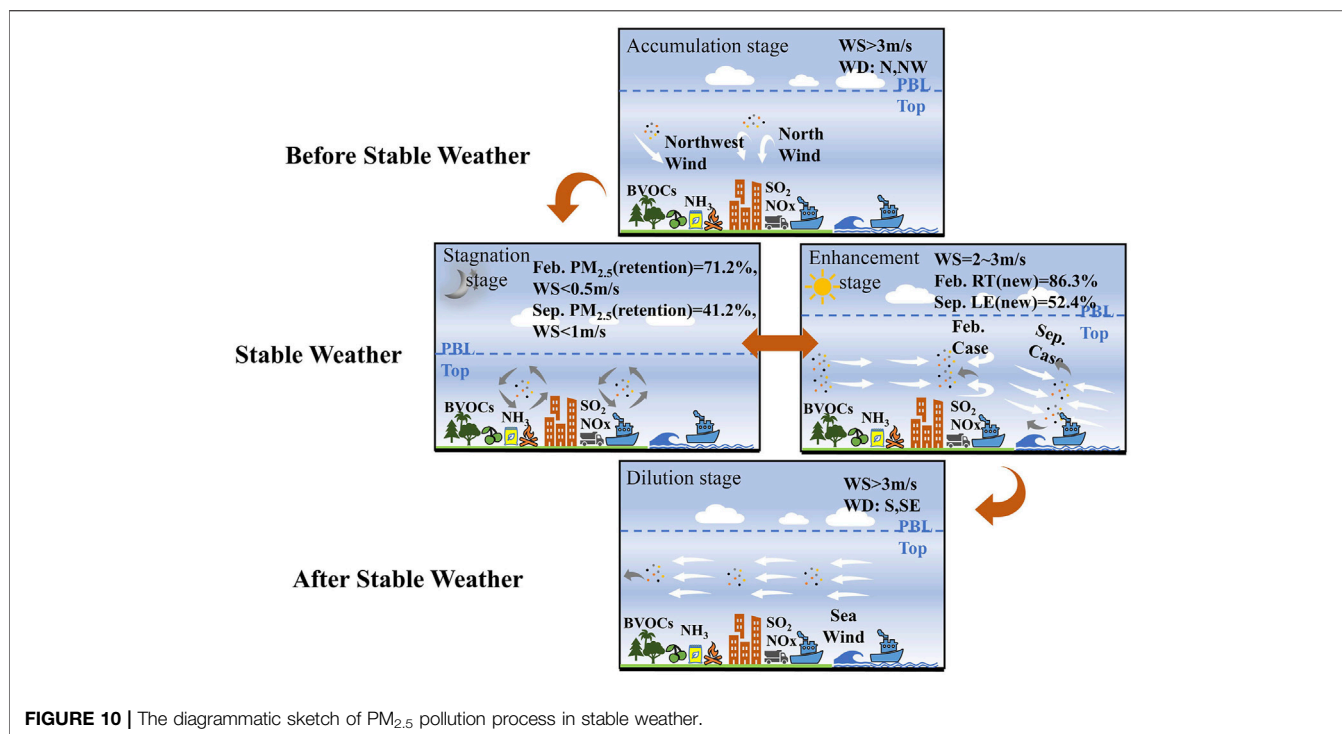 Accumulation stage
WS>3m/s
WD: N,NW
PBL
Top
Northwest
Wind
North
Wind
Before Stable Weather
BVOCs
NH₃
SO₂
NOx
Stagnation
stage
Feb. PM₂.₅(retention)=71.2%,
WS<0.5m/s
Sep. PM₂.₅(retention)=41.2%,
WS<1m/s
PBL
Top
BVOCs
NH₃
SO₂
NOx
Stable Weather
Enhancement
stage
WS=2~3m/s
Feb. RT(new)=86.3%
Sep. LE(new)=52.4%
PBL
Top
Feb.
Case
Sep.
Case
BVOCs
NH₃
SO₂
NOx
Dilution stage
WS>3m/s
WD: S,SE
PBL
Top
After Stable Weather
BVOCs
NH₃
SO₂
NOx
Sea
Wind
FIGURE 10 | The diagrammatic sketch of PM₂.₅ pollution process in stable weather.